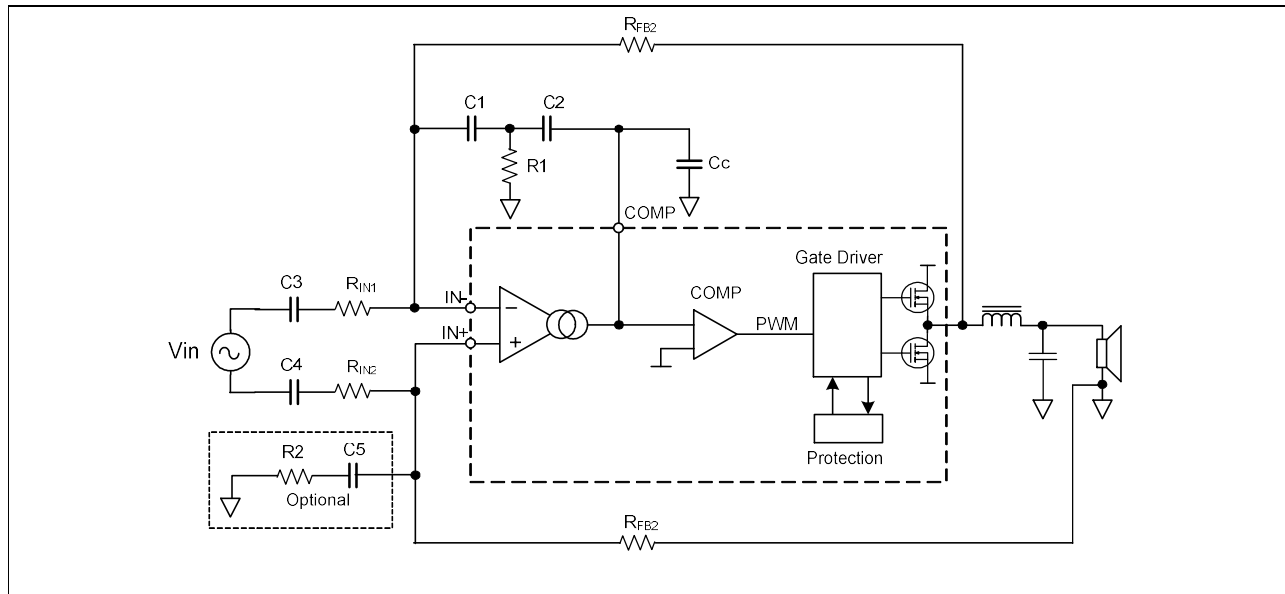 RFB2
C1
C2
R1
Cc
COMP
Gate Driver
C3
RIN1
IN-
COMP
IN+
PWM
Vin
C4
RIN2
R2
C5
Optional
Protection
RFB2